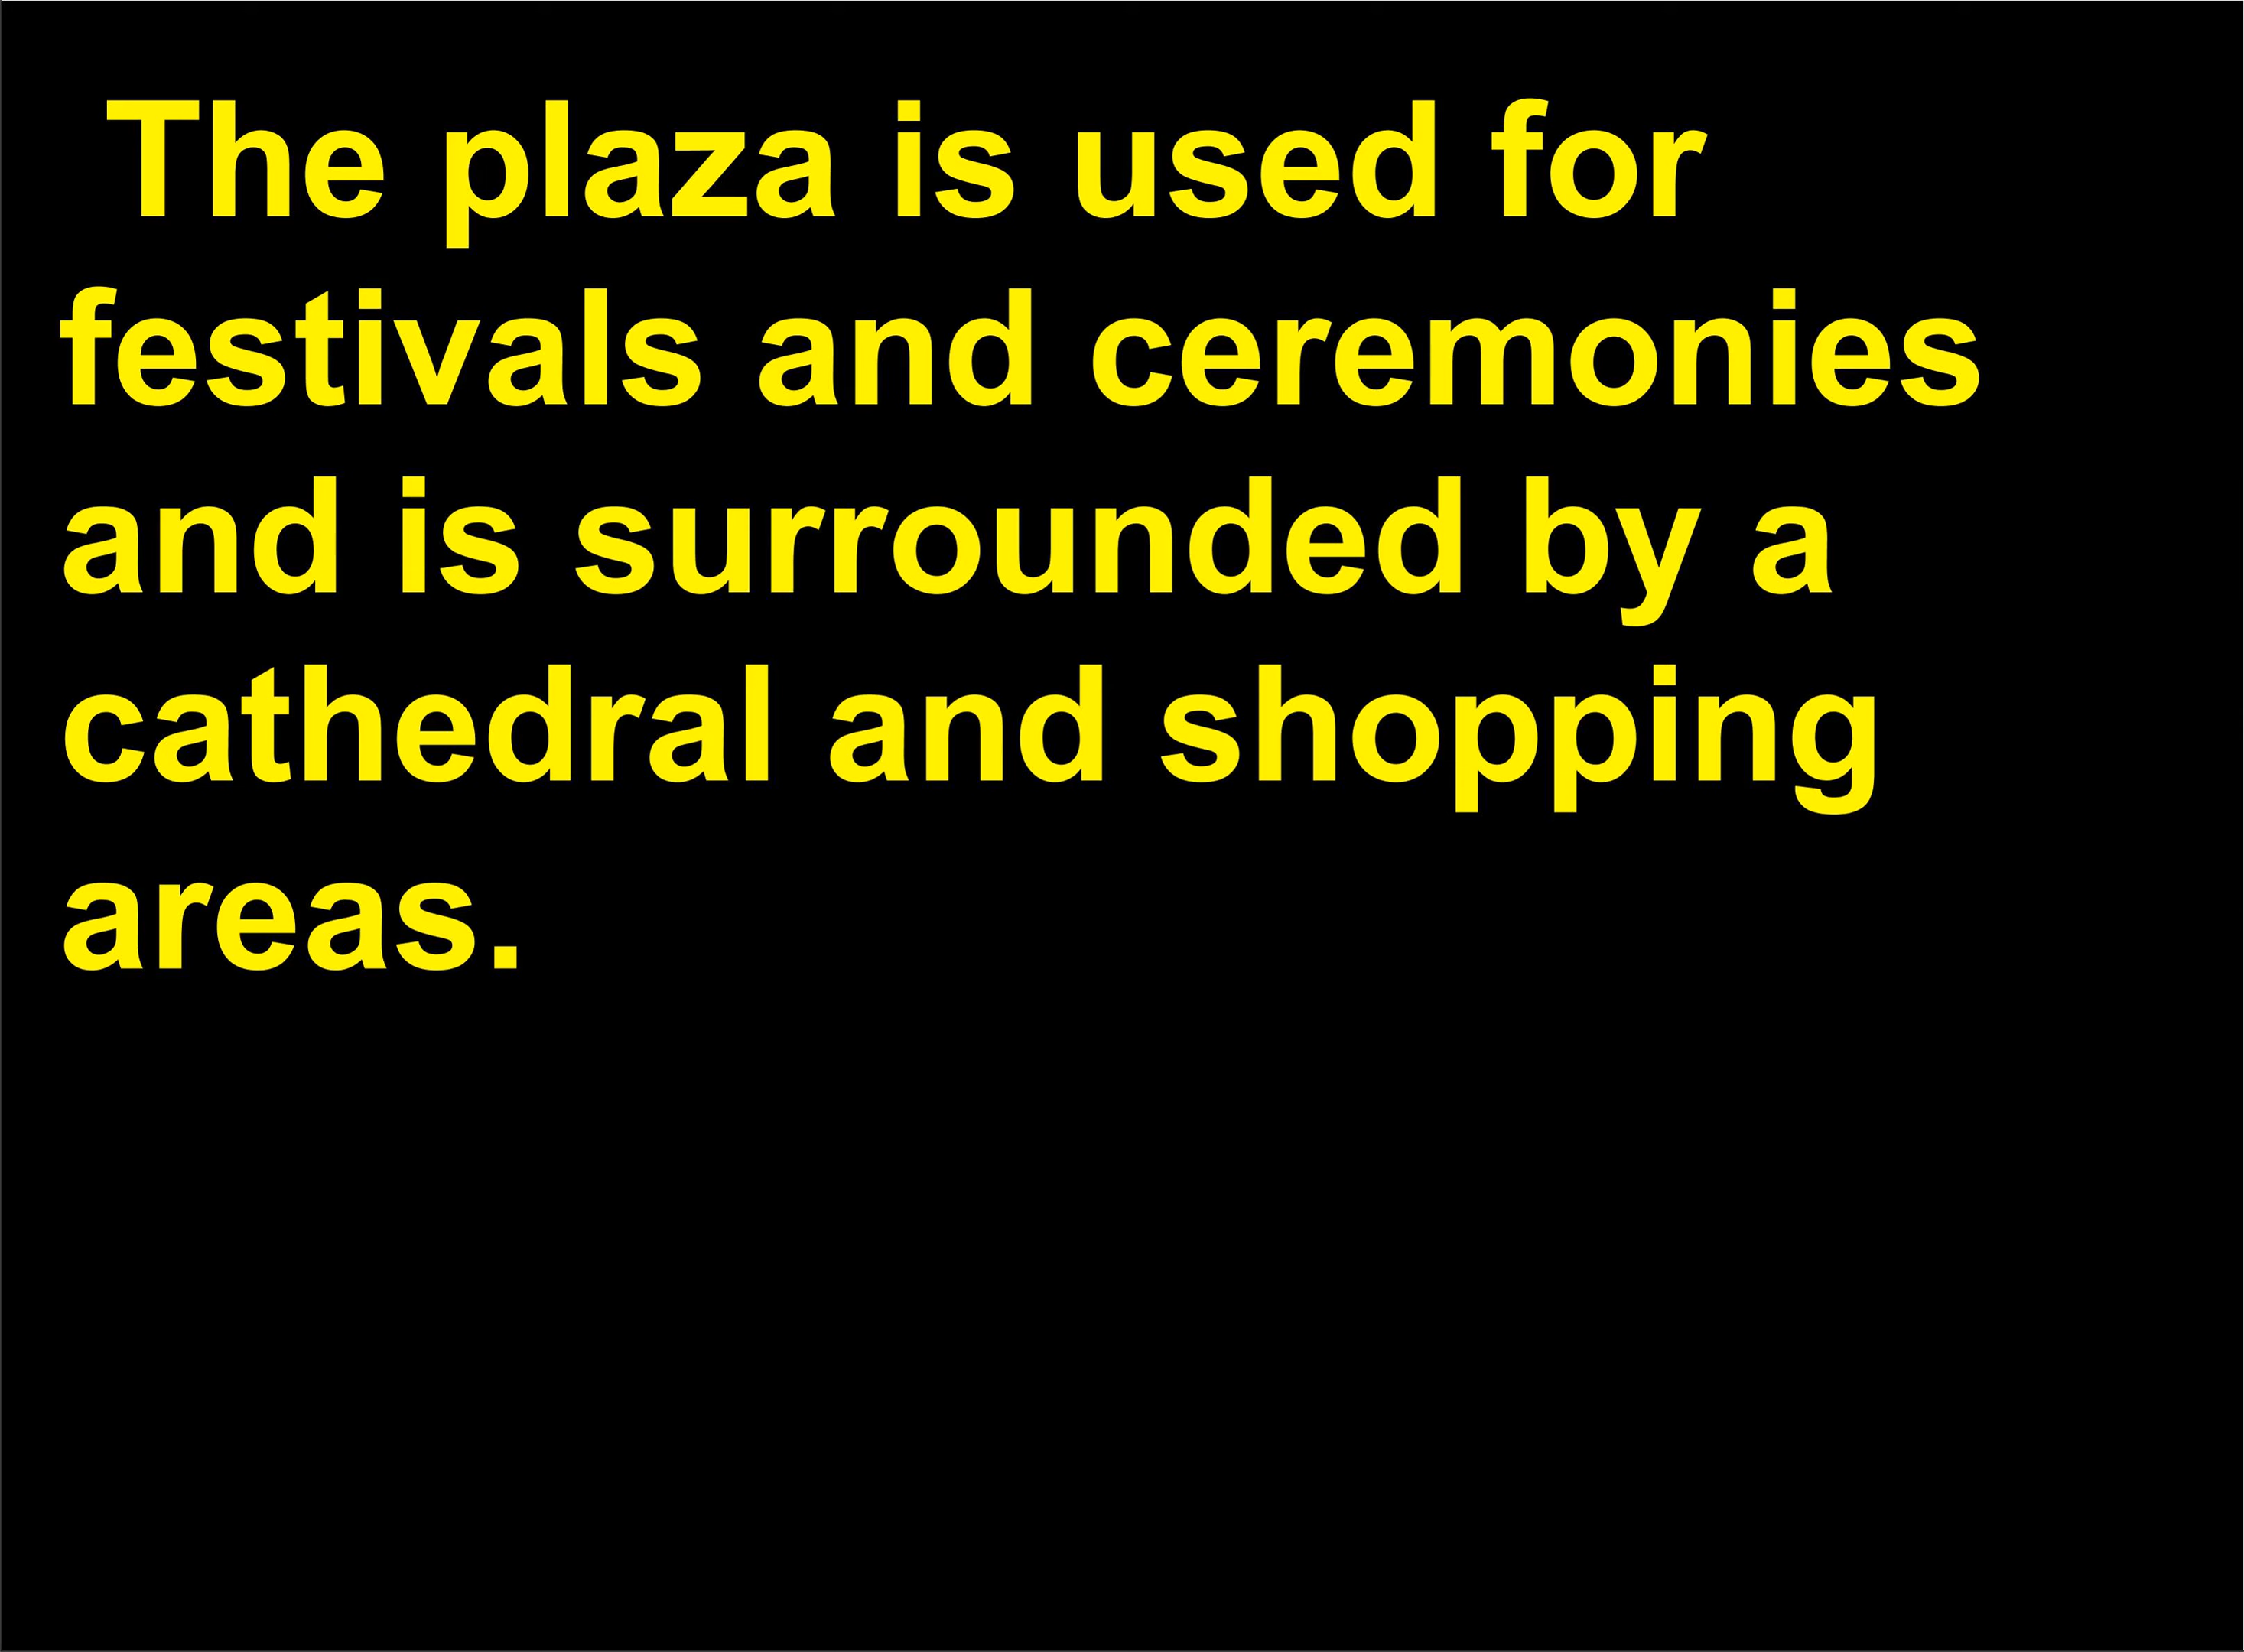 The plaza is used for
festivals and ceremonies
and is surrounded by a
cathedral and shopping
areas.